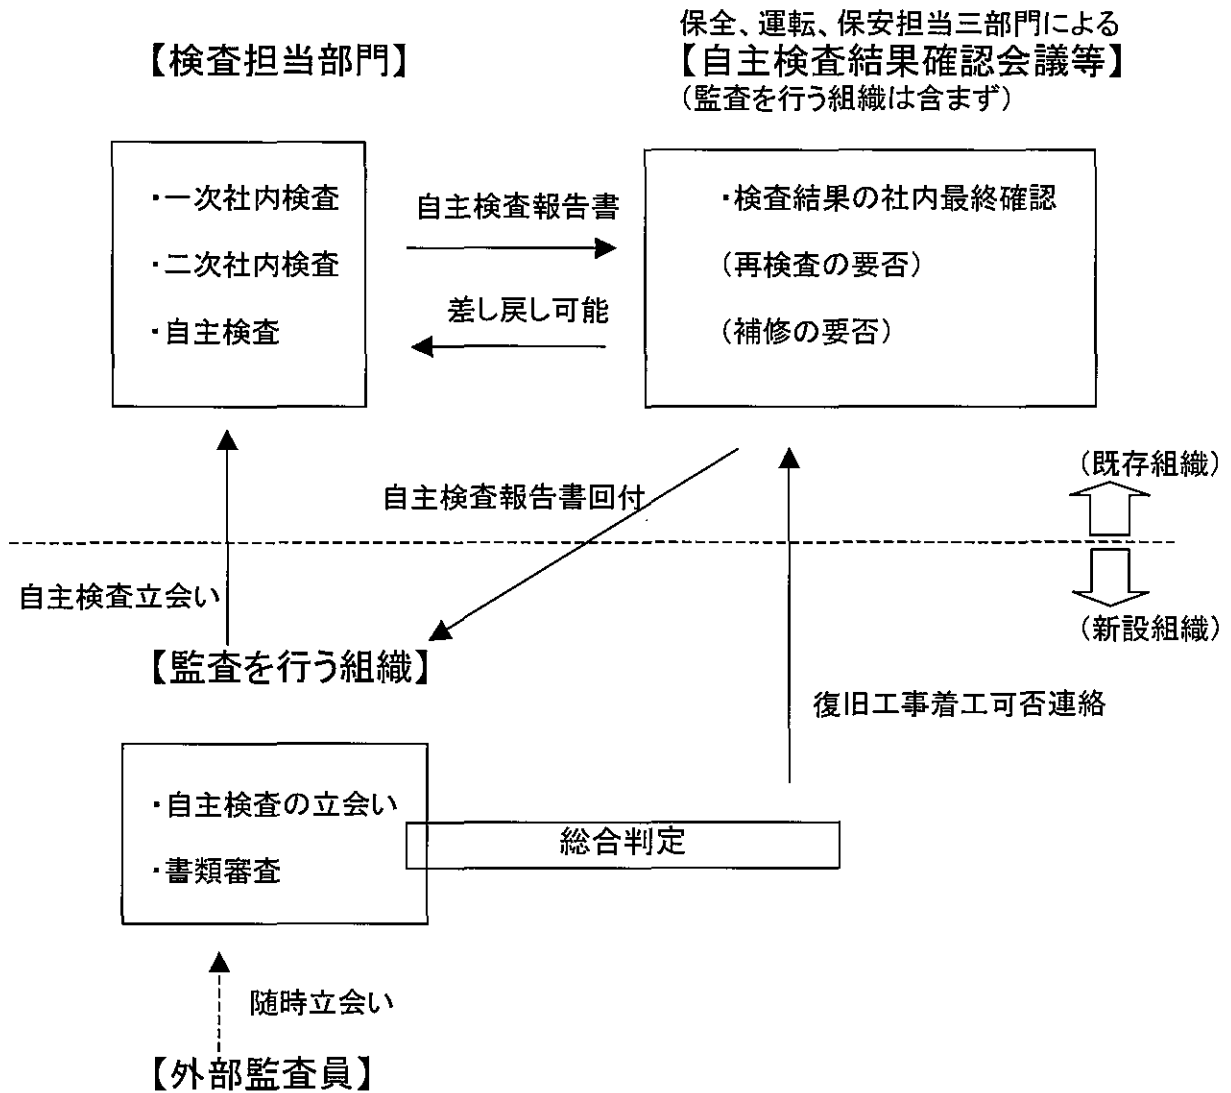 保全、運転、保安担当三部門による
【検査担当部門】
【自主検査結果確認会議等】
（監査を行う組織は含まず）
・一次社内検査
・二次社内検査
・自主検査
自主検査報告書
差し戻し可能
・検査結果の社内最終確認
（再検査の要否）
（補修の要否）
（既存組織）
自主検査報告書回付
自主検査立会い
（新設組織）
【監査を行う組織】
復旧工事着工可否連絡
・自主検査の立会い
・書類審査
総合判定
随時立会い
【外部監査員】